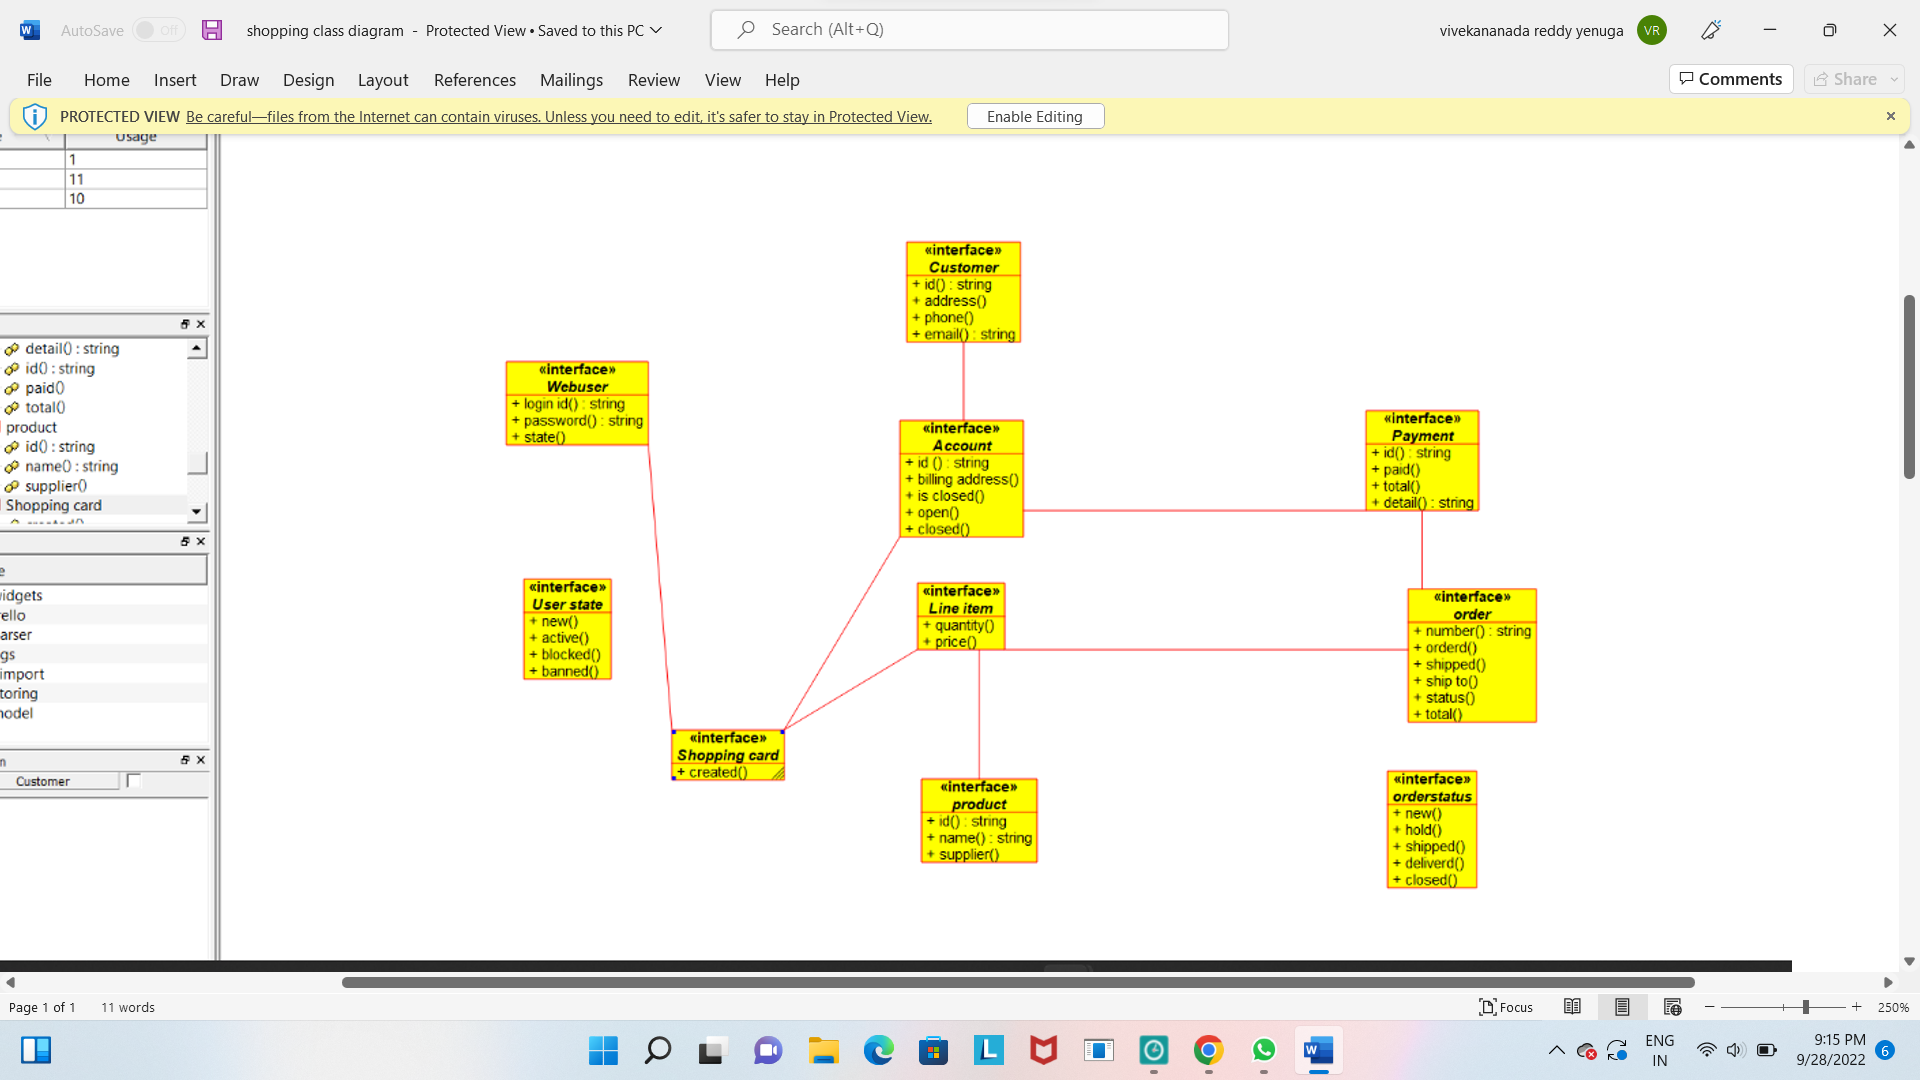 AutoSave Off shopping class diagram - Protected View • Saved to this PC Search (Alt+Q) vivekananada reddy yenuga VR
File Home Insert Draw Design Layout References Mailings Review View Help Comments Share
PROTECTED VIEW Be careful—files from the Internet can contain viruses. Unless you need to edit, it's safer to stay in Protected View. Enable Editing
Usage
1
11
10
detail() : string
id() : string
paid()
total()
product
id() : string
name() : string
supplier()
Shopping card
created()
e
idgets
ello
arser
gs
import
toring
nodel
n
Customer
«interface»
Customer
+ id() : string
+ address()
+ phone()
+ email() : string
«interface»
Webuser
+ login id() : string
+ password() : string
+ state()
«interface»
Account
+ id () : string
+ billing address()
+ is closed()
+ open()
+ closed()
«interface»
Payment
+ id() : string
+ paid()
+ total()
+ detail() : string
«interface»
User state
+ new()
+ active()
+ blocked()
+ banned()
«interface»
Line item
+ quantity()
+ price()
«interface»
order
+ number() : string
+ orderd()
+ shipped()
+ ship to()
+ status()
+ total()
«interface»
Shopping card
+ created()
«interface»
product
+ id() : string
+ name() : string
+ supplier()
«interface»
orderstatus
+ new()
+ hold()
+ shipped()
+ deliverd()
+ closed()
Page 1 of 1 11 words Focus 250%
ENG
IN
9:15 PM
9/28/2022
6